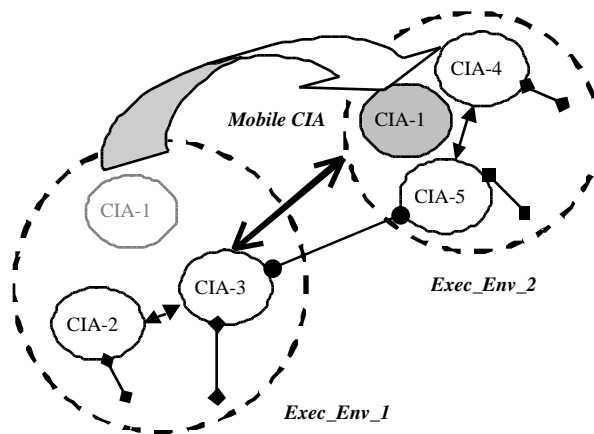 CIA-4
Mobile CIA
CIA-1
CIA-1
CIA-5
CIA-3
Exec_Env_2
CIA-2
Exec_Env_1